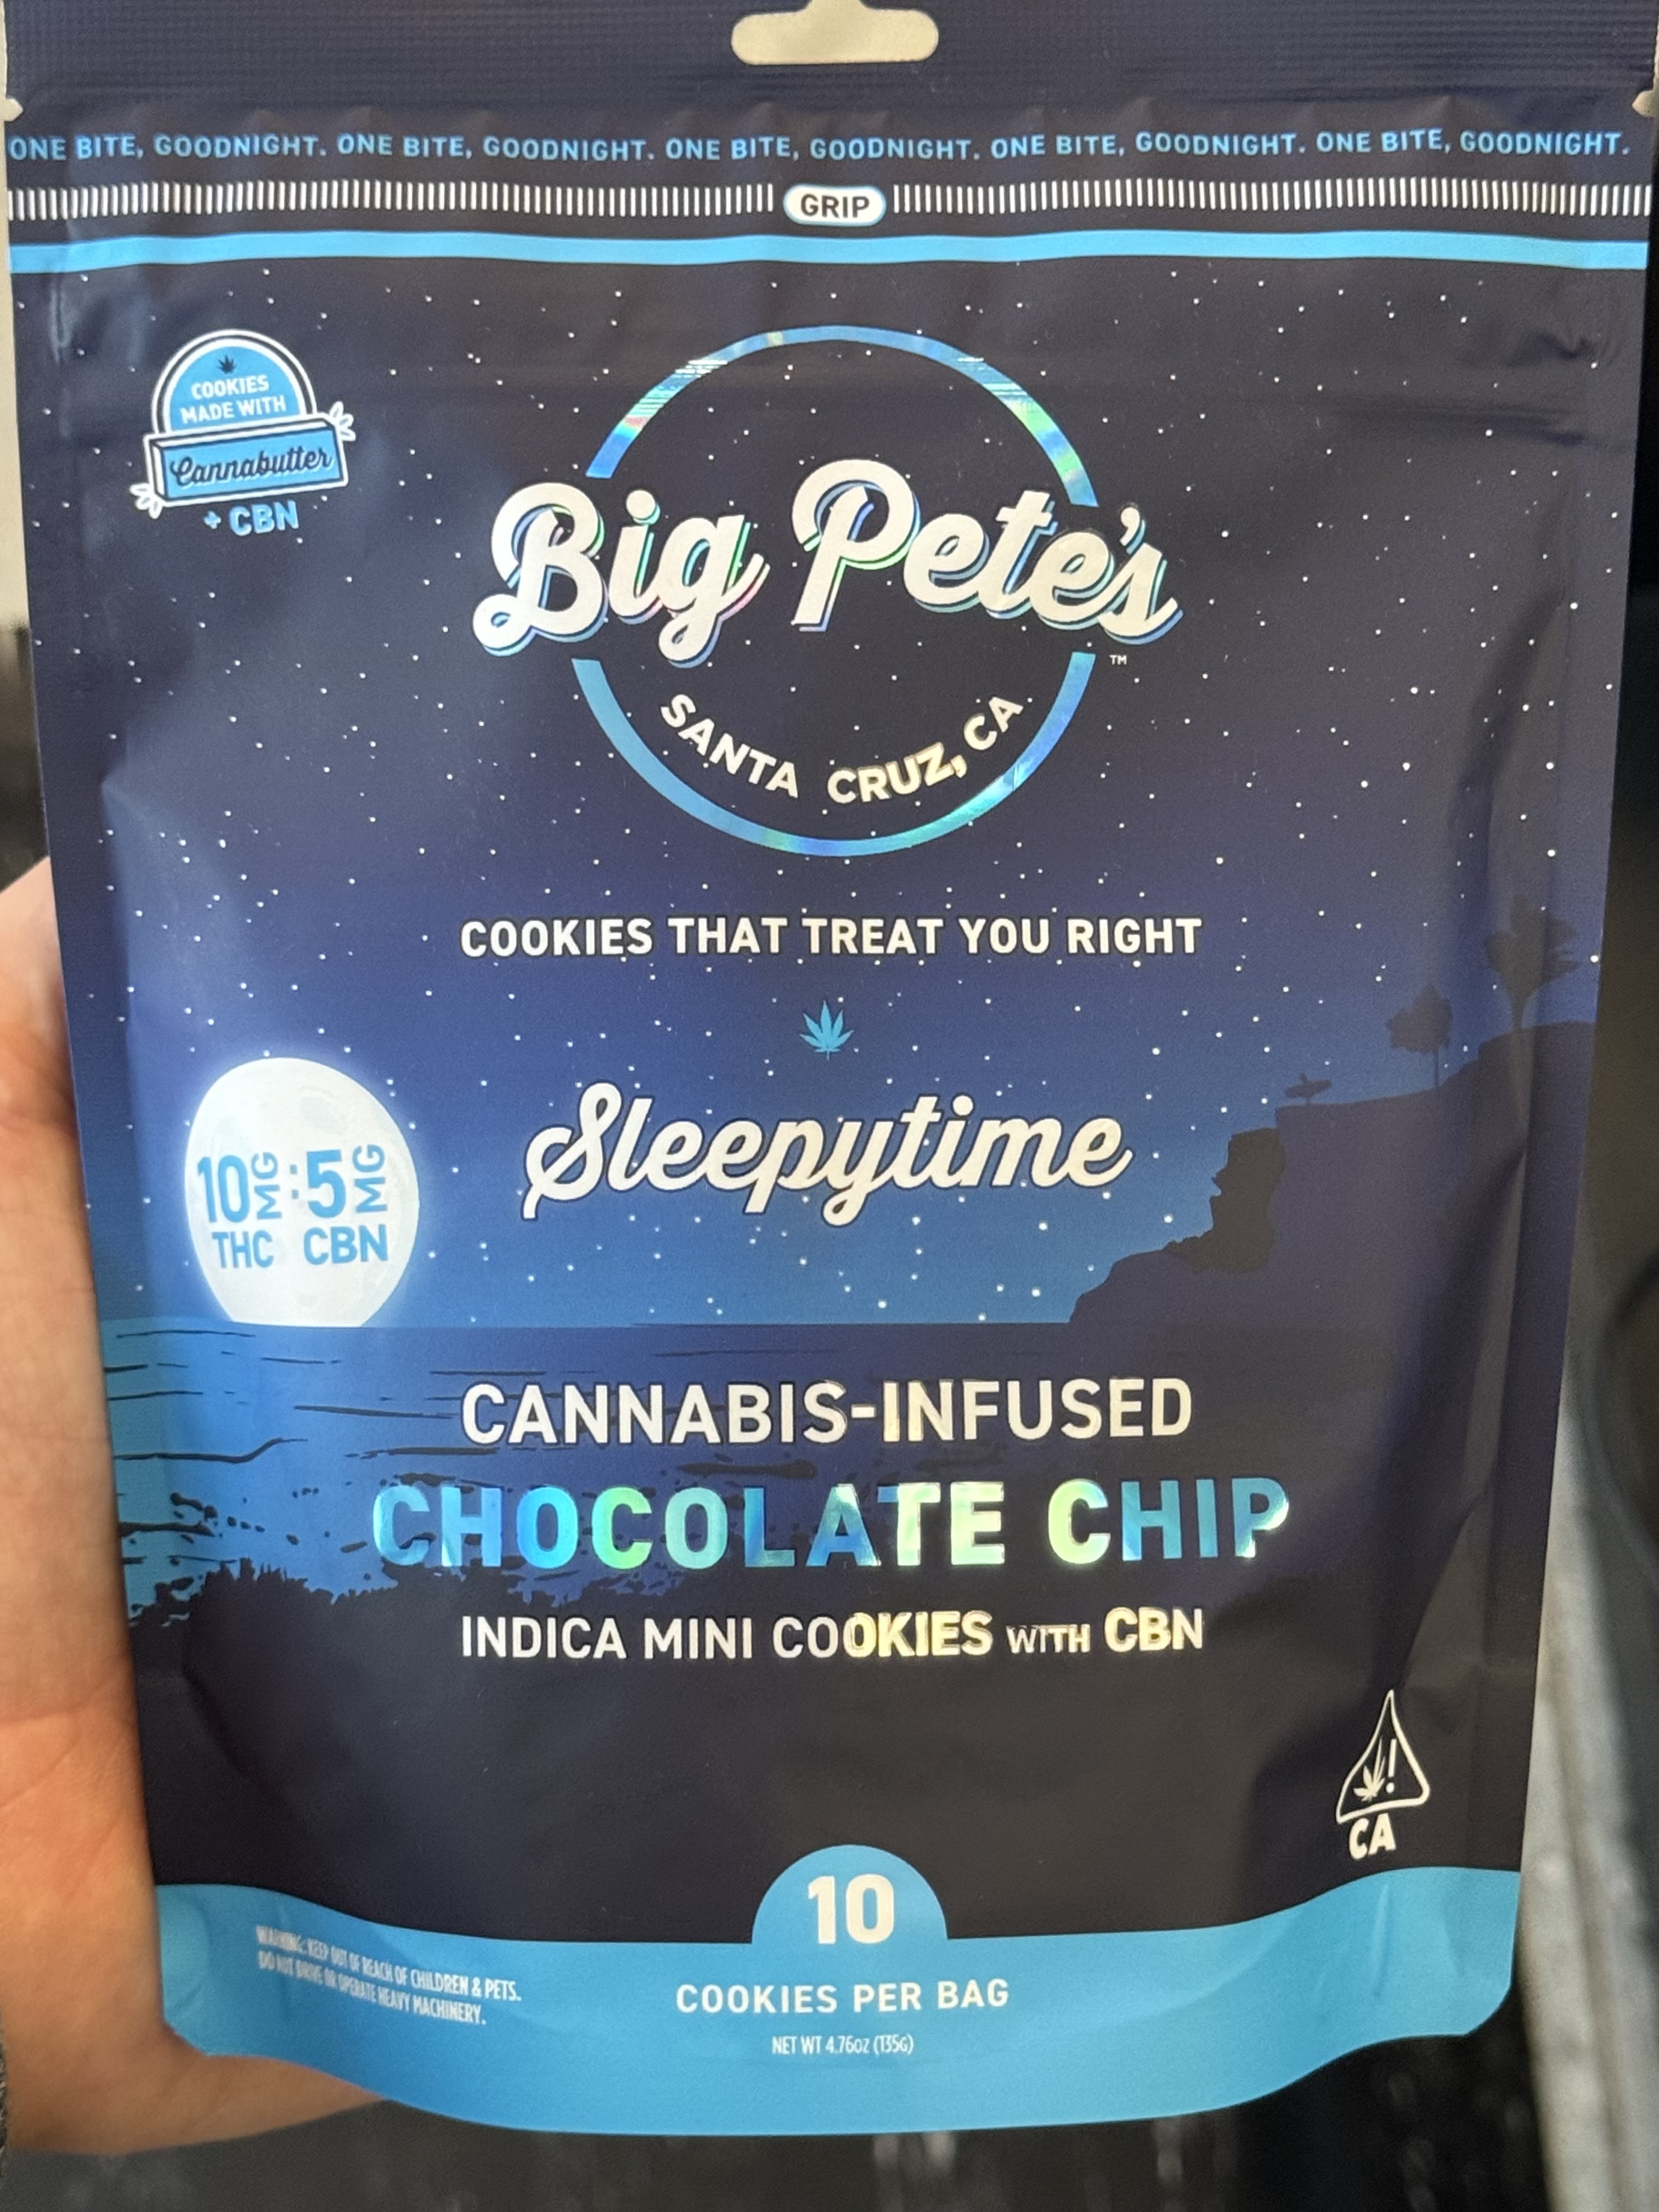 ONE BITE, GOODNIGHT. ONE BITE, GOODNIGHT. ONE BITE, GOODNIGHT. ONE BITE, GOODNIGHT. ONE BITE, GOODNIGHT.
GRIP
COOKIES
MADE WITH
Cannabutter
+ CBN
Big Pete's
TM
SANTA CRUZ, CA
COOKIES THAT TREAT YOU RIGHT
Sleepytime
10MG:5MG
THC CBN
CANNABIS-INFUSED
CHOCOLATE CHIP
INDICA MINI COOKIES WITH CBN
!
CA
10
COOKIES PER BAG
NET WT 4.76OZ (135G)
WARNING: KEEP OUT OF REACH OF CHILDREN & PETS.
DO NOT DRIVE OR OPERATE HEAVY MACHINERY.